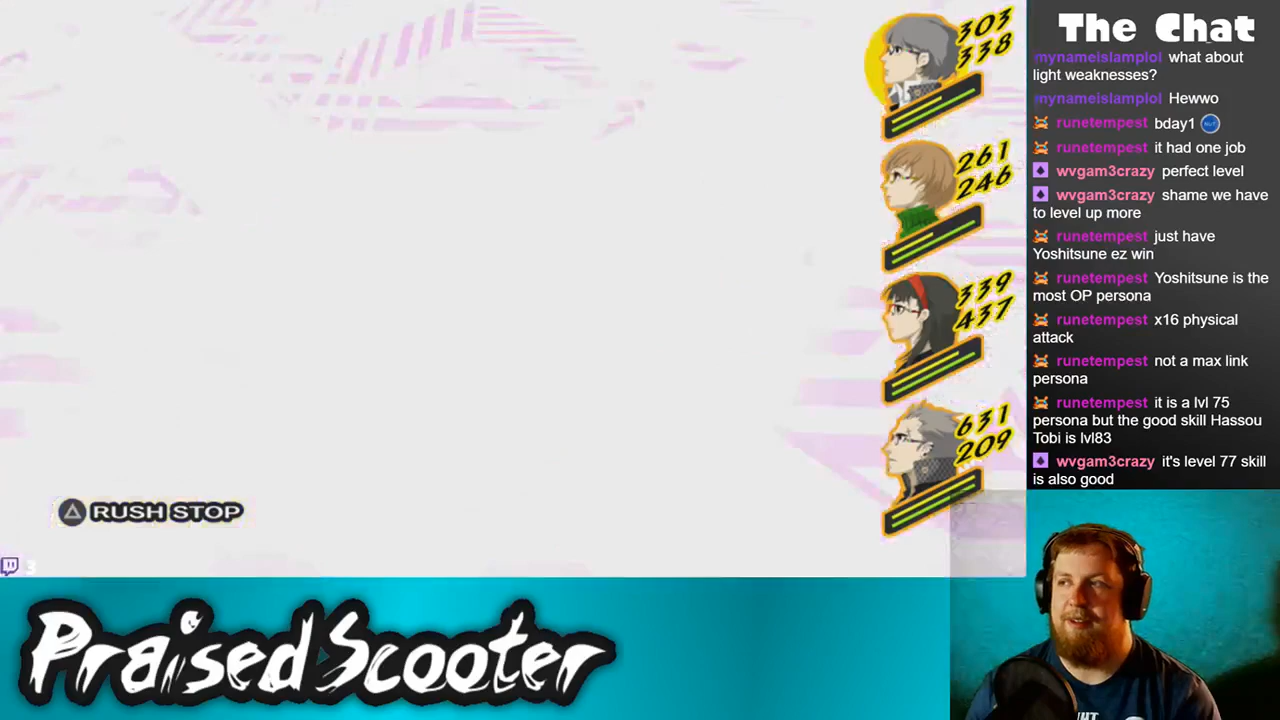 303
338
261
246
339
437
631
209
RUSH STOP
3
PraisedScooter
The Chat
mynameislamplol what about
light weaknesses?
mynameislamplol Hewwo
runetempest bday1
runetempest it had one job
wvgam3crazy perfect level
wvgam3crazy shame we have
to level up more
runetempest just have
Yoshitsune ez win
runetempest Yoshitsune is the
most OP persona
runetempest x16 physical
attack
runetempest not a max link
persona
runetempest it is a lvl 75
persona but the good skill Hassou
Tobi is lvl83
wvgam3crazy it's level 77 skill
is also good